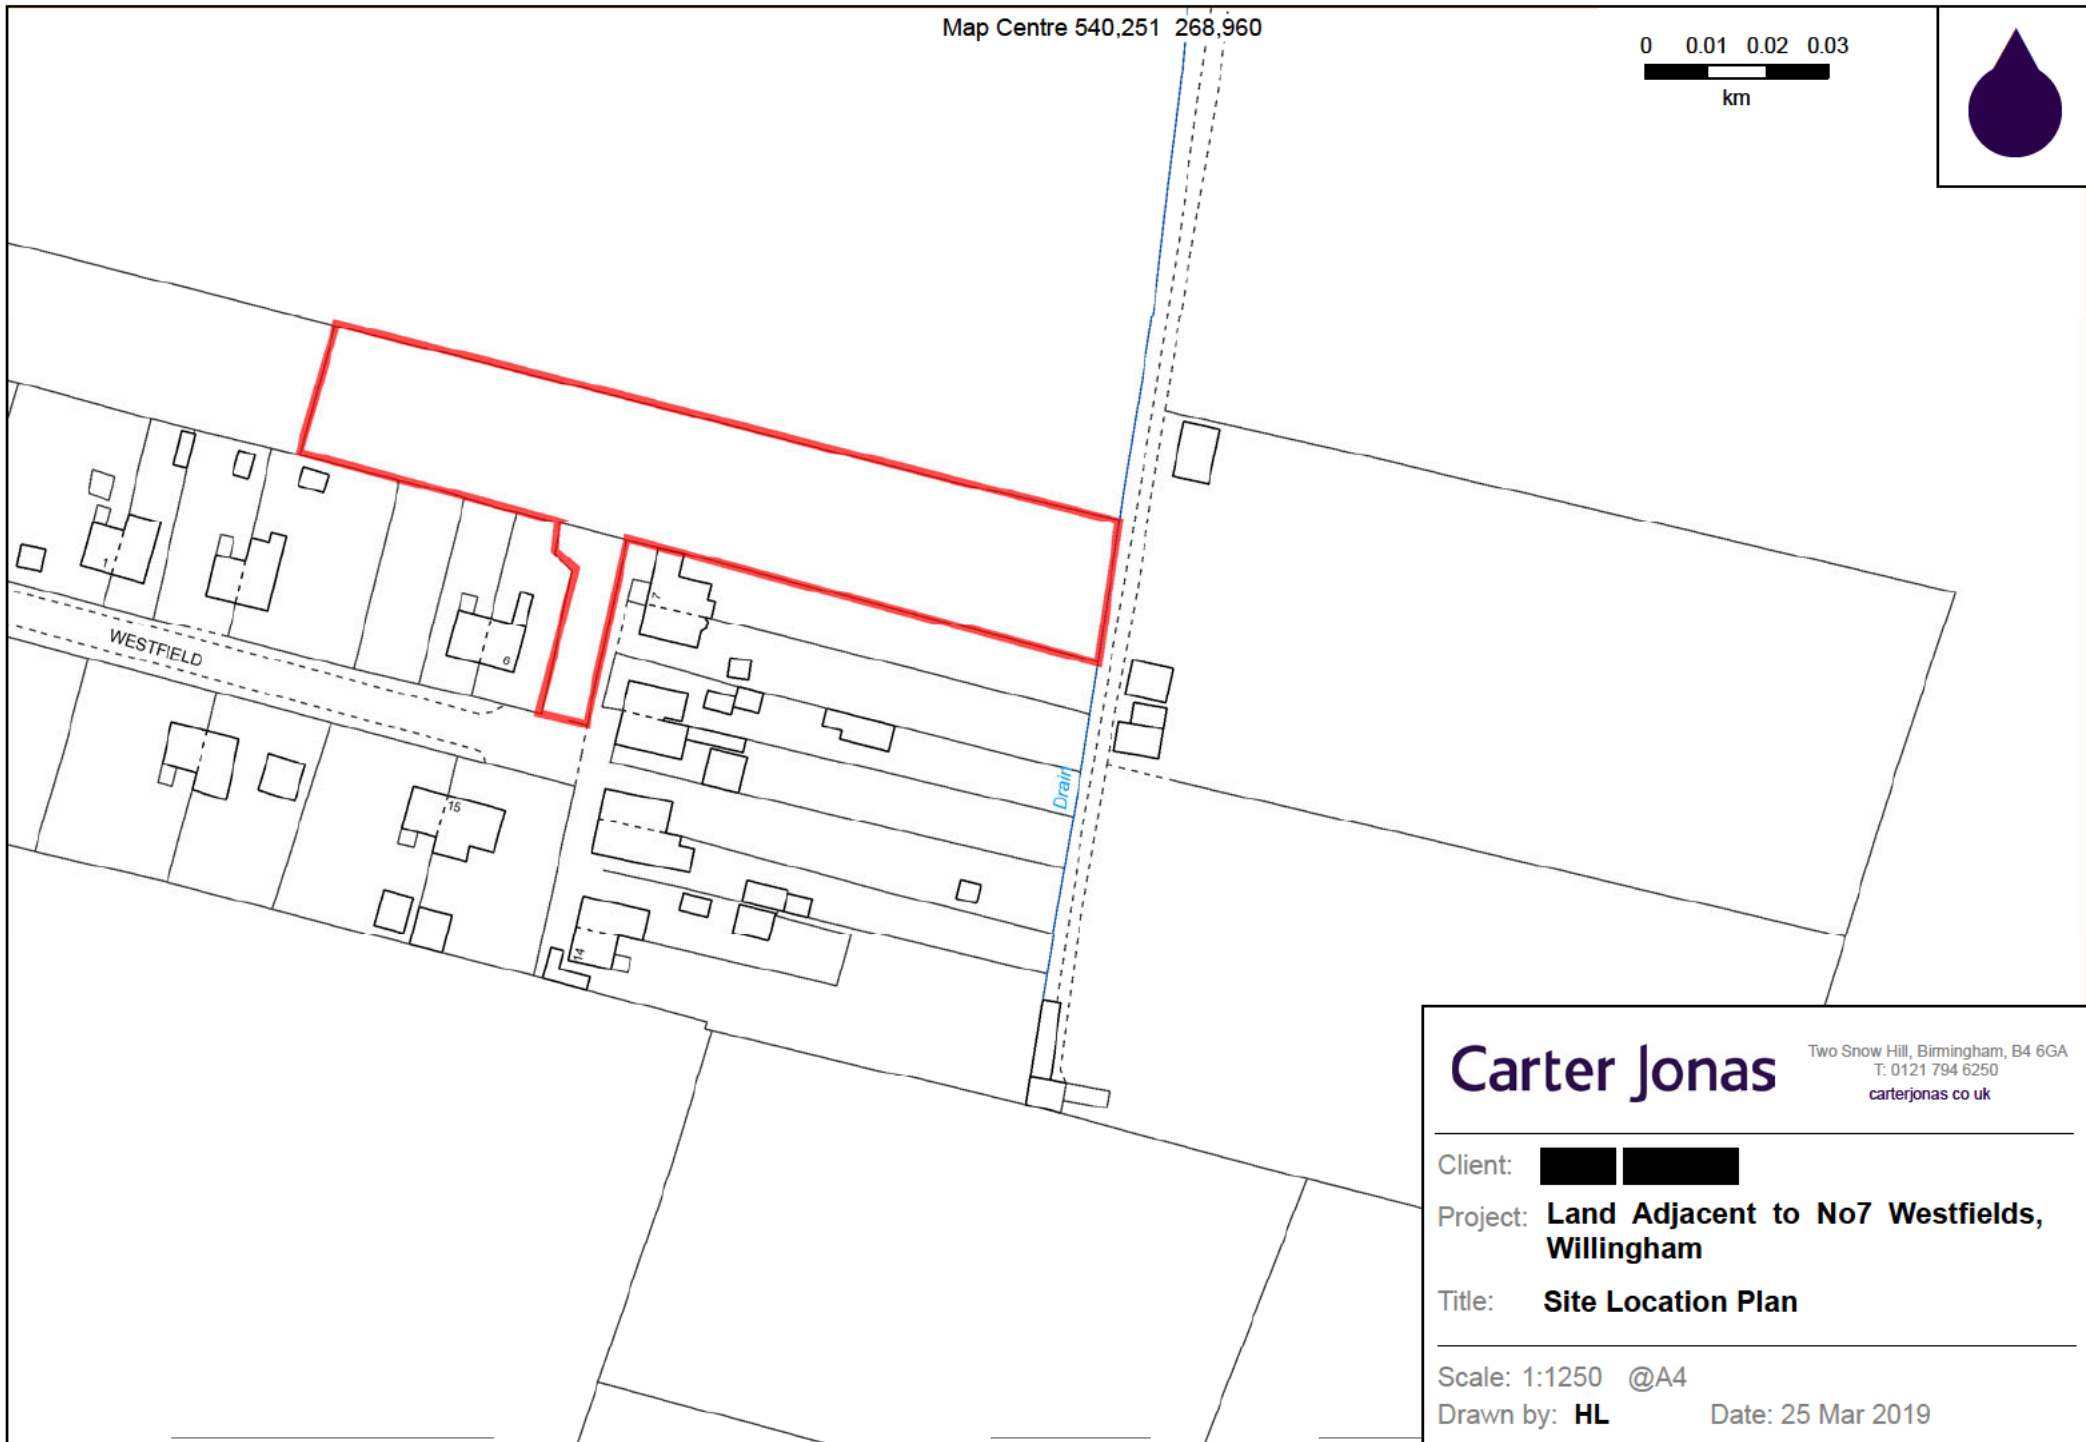 Map Centre 540,251 268,960
0 0.01 0.02 0.03
km
WESTFIELD
1
6
7
15
14
Drain
Carter Jonas
Two Snow Hill, Birmingham, B4 6GA
T: 0121 794 6250
carterjonas co uk
Client:
Project: Land Adjacent to No7 Westfields,
Willingham
Title: Site Location Plan
Scale: 1:1250 @A4
Drawn by: HL Date: 25 Mar 2019